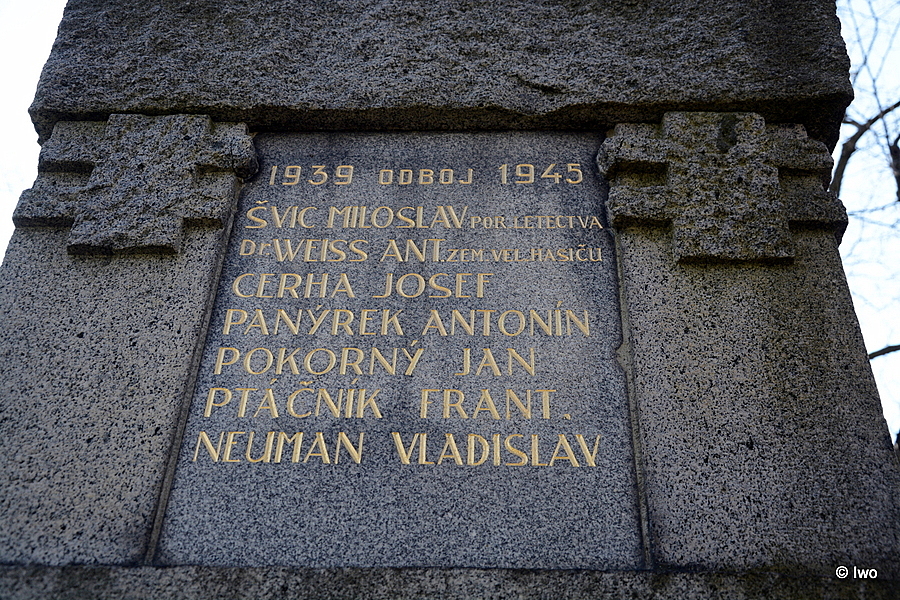 1939 ODBOJ 1945
ŠVIC MILOSLAV POR. LETECTVA
Dr. WEISS ANT. ZEM. VEL. HASIČŮ
CERHA JOSEF
PANÝREK ANTONÍN
POKORNÝ JAN
PTÁČNÍK FRANT.
NEUMAN VLADISLAV
© Iwo